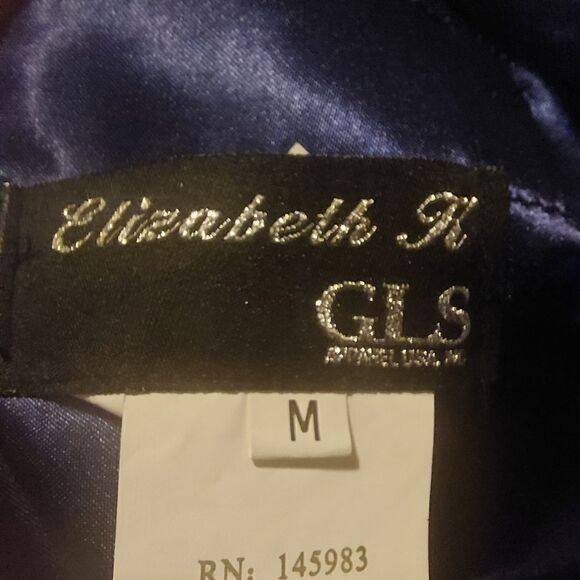 Elizabeth K
GLS
APPAREL USA, INC
M
RN: 145983